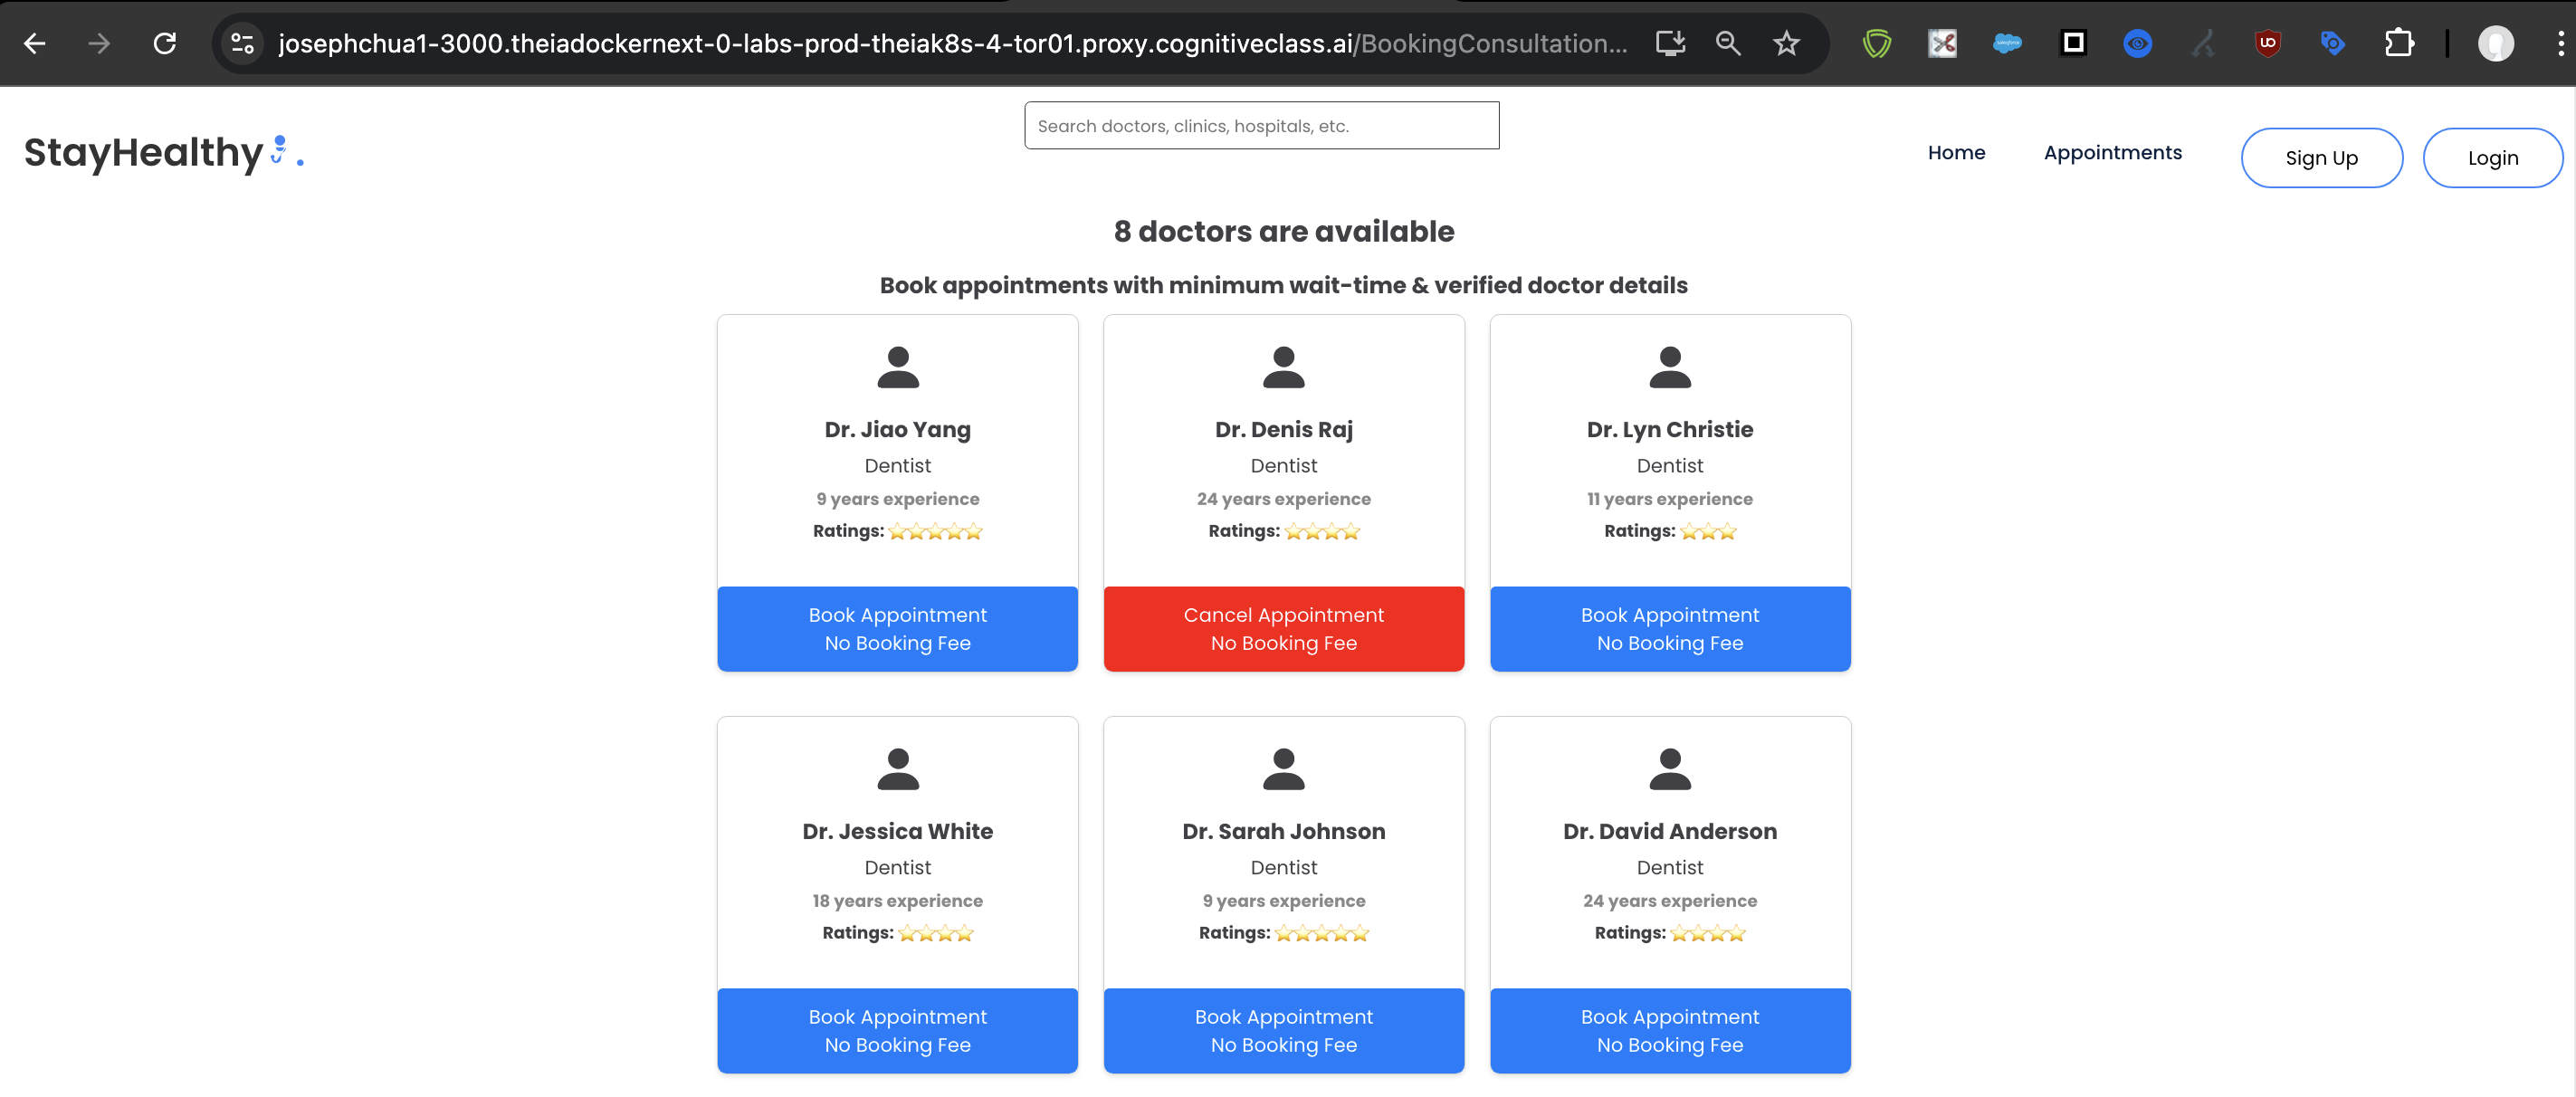 josephchua1-3000.theiadockernext-0-labs-prod-theiak8s-4-tor01.proxy.cognitiveclass.ai/BookingConsultation...
Search doctors, clinics, hospitals, etc.
StayHealthy.
Home Appointments Sign Up Login
8 doctors are available
Book appointments with minimum wait-time & verified doctor details
Dr. Jiao Yang
Dentist
9 years experience
Ratings: ⭐⭐⭐⭐⭐
Book Appointment
No Booking Fee
Dr. Denis Raj
Dentist
24 years experience
Ratings: ⭐⭐⭐⭐
Cancel Appointment
No Booking Fee
Dr. Lyn Christie
Dentist
11 years experience
Ratings: ⭐⭐⭐
Book Appointment
No Booking Fee
Dr. Jessica White
Dentist
18 years experience
Ratings: ⭐⭐⭐⭐
Book Appointment
No Booking Fee
Dr. Sarah Johnson
Dentist
9 years experience
Ratings: ⭐⭐⭐⭐⭐
Book Appointment
No Booking Fee
Dr. David Anderson
Dentist
24 years experience
Ratings: ⭐⭐⭐⭐
Book Appointment
No Booking Fee